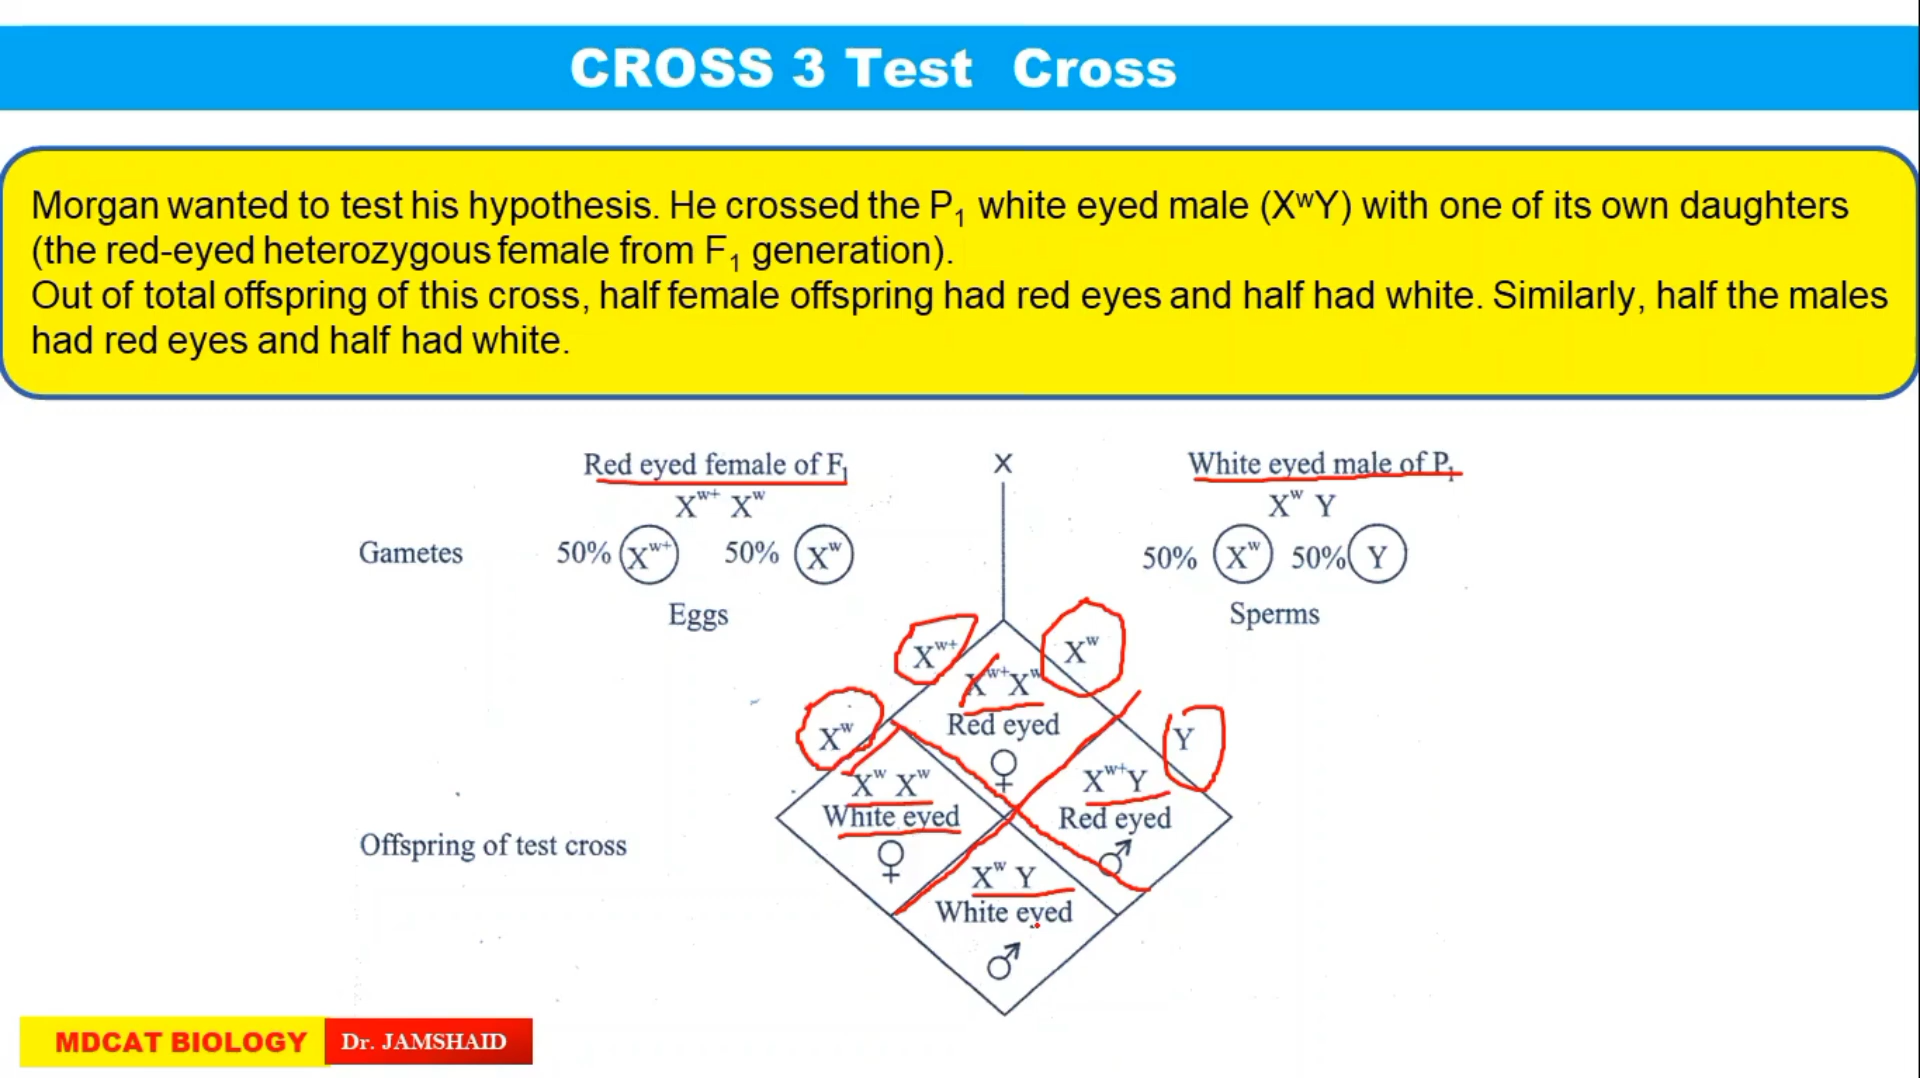 CROSS 3 Test Cross
Morgan wanted to test his hypothesis. He crossed the P₁ white eyed male (XʷY) with one of its own daughters
(the red-eyed heterozygous female from F₁ generation).
Out of total offspring of this cross, half female offspring had red eyes and half had white. Similarly, half the males
had red eyes and half had white.
Red eyed female of F₁ X White eyed male of P₁
Xʷ⁺ Xʷ Xʷ Y
Gametes 50% Xʷ⁺ 50% Xʷ 50% Xʷ 50% Y
Eggs Sperms
Xʷ⁺ Xʷ
Xʷ⁺Xʷ
Red eyed
Xʷ Y
♀
Xʷ Xʷ Xʷ⁺Y
White eyed Red eyed
Offspring of test cross
♀ ♂
Xʷ Y
White eyed
♂
MDCAT BIOLOGY Dr. JAMSHAID